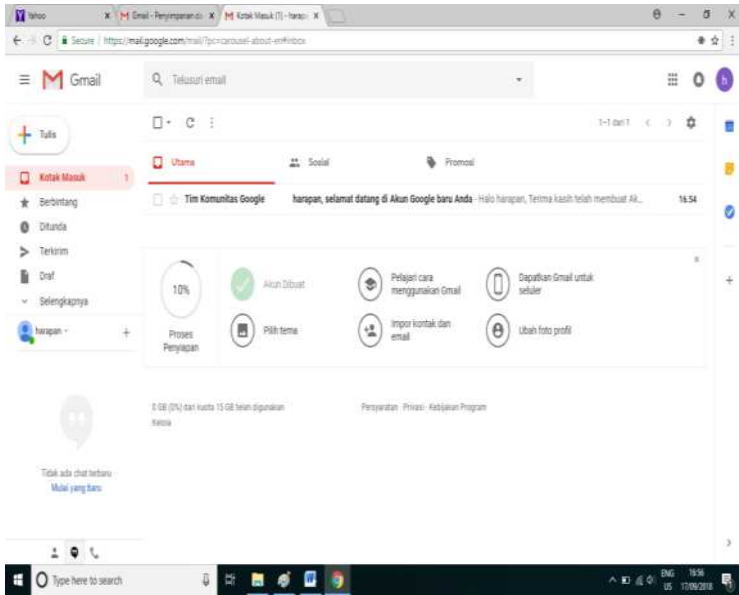 Yahoo
Gmail - Penyimpanan da
Kotak Masuk (1) - harap
Secure https://mail.google.com/mail/?pc=carousel-about-en#inbox
Gmail
Telusuri email
Tulis
1–1 dari 1
Utama
Sosial
Promosi
Kotak Masuk 1
Berbintang
Ditunda
Terkirim
Draf
Selengkapnya
harapan
Tim Komunitas Google harapan, selamat datang di Akun Google baru Anda - Halo harapan, Terima kasih telah membuat Ak... 16.54
10%
Proses
Penyiapan
Akun Dibuat
Pelajari cara
menggunakan Gmail
Dapatkan Gmail untuk
seluler
Pilih tema
Impor kontak dan
email
Ubah foto profil
0 GB (0%) dari kuota 15 GB telah digunakan
Kelola
Persyaratan · Privasi · Kebijakan Program
Tidak ada chat terbaru
Mulai yang baru
Type here to search
ENG
US
16:56
17/09/2018
h